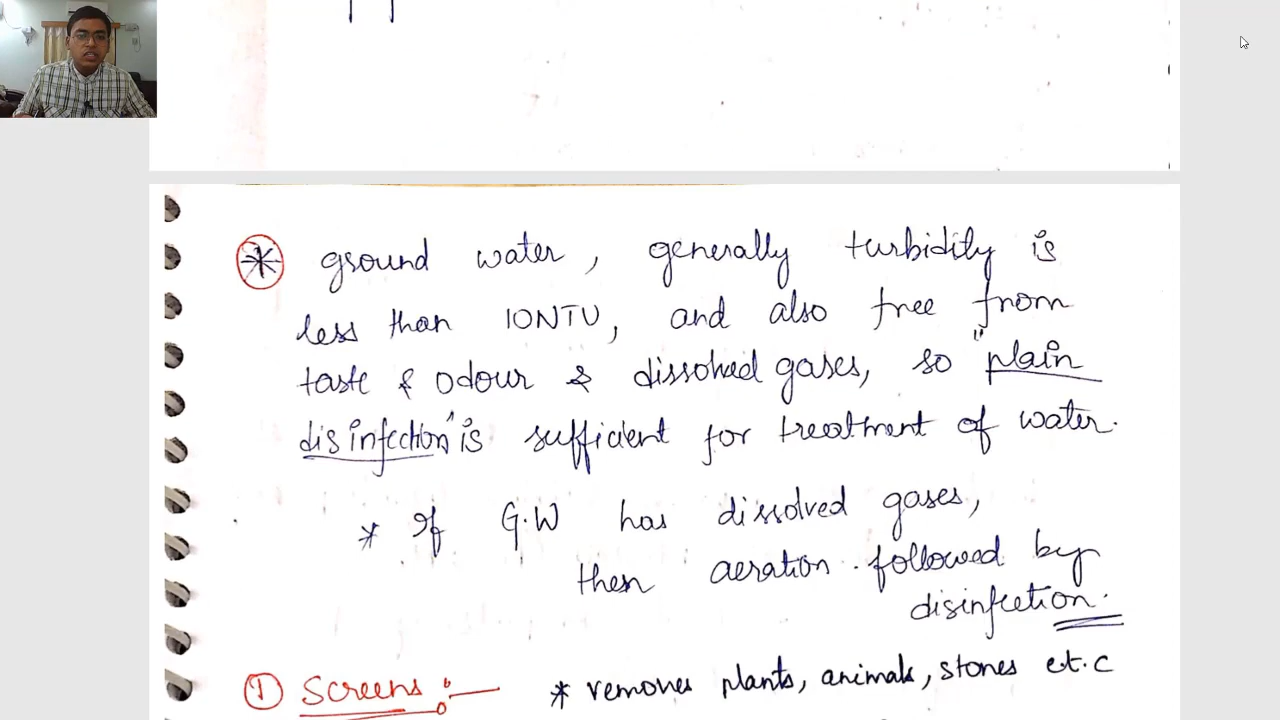 * ground water, generally turbidity is
less than 10NTU, and also free from
taste & odour & dissolved gases, so "plain
disinfection" is sufficient for treatment of water.
* If G.W has dissolved gases,
then aeration followed by
disinfection.
① Screens :— * removes plants, animals, stones et.c